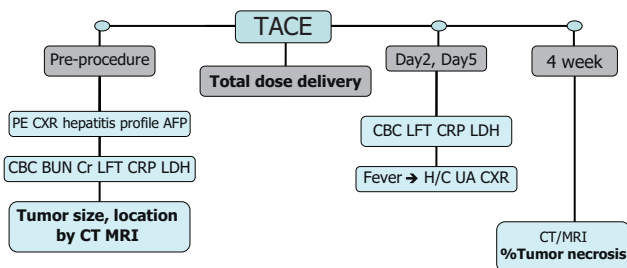 TACE
Pre-procedure
Total dose delivery
Day2, Day5
4 week
PE CXR hepatitis profile AFP
CBC BUN Cr LFT CRP LDH
Tumor size, location
by CT MRI
CBC LFT CRP LDH
Fever ➔ H/C UA CXR
CT/MRI
%Tumor necrosis